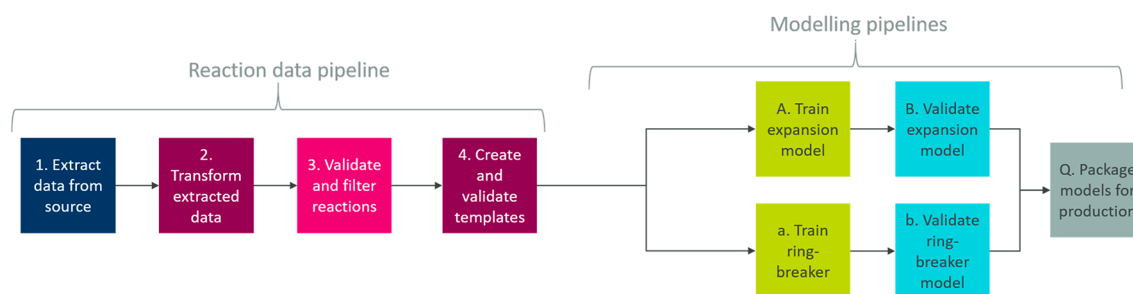 Modelling pipelines
Reaction data pipeline
1. Extract
data from
source
2.
Transform
extracted
data
3. Validate
and filter
reactions
4. Create
and
validate
templates
A. Train
expansion
model
B. Validate
expansion
model
a. Train
ring-
breaker
b. Validate
ring-
breaker
model
Q. Package
models for
production